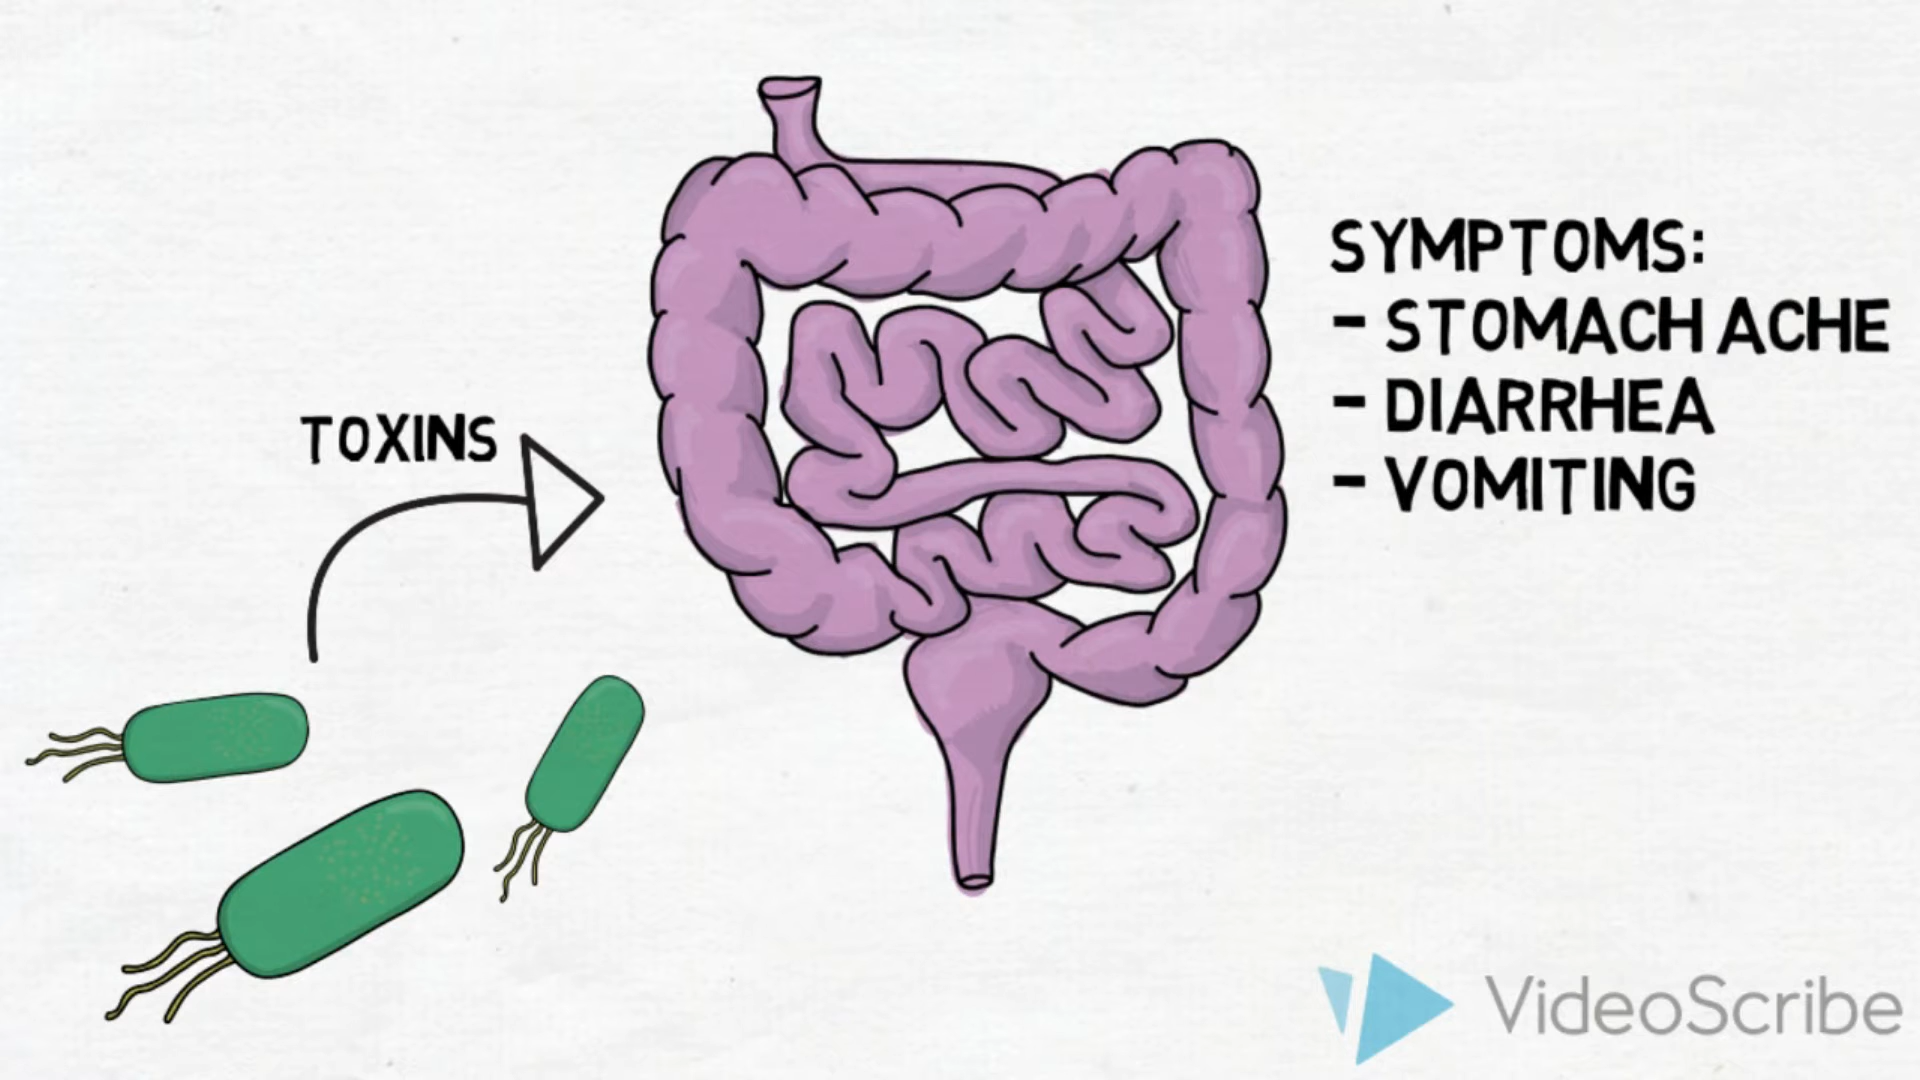 TOXINS
SYMPTOMS:
- STOMACH ACHE
- DIARRHEA
- VOMITING
VideoScribe